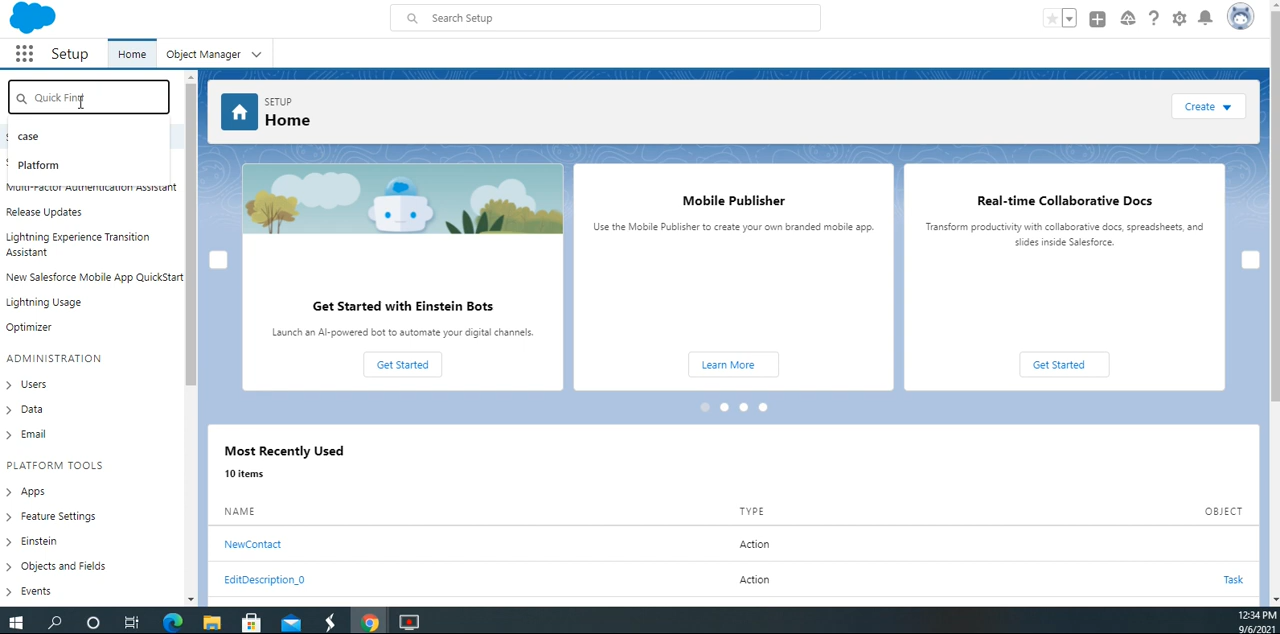 Search Setup
Setup
Home
Object Manager
Quick Find
case
Platform
Multi-Factor Authentication Assistant
Release Updates
Lightning Experience Transition
Assistant
New Salesforce Mobile App QuickStart
Lightning Usage
Optimizer
ADMINISTRATION
Users
Data
Email
PLATFORM TOOLS
Apps
Feature Settings
Einstein
Objects and Fields
Events
SETUP
Home
Create
Get Started with Einstein Bots
Launch an AI-powered bot to automate your digital channels.
Get Started
Mobile Publisher
Use the Mobile Publisher to create your own branded mobile app.
Learn More
Real-time Collaborative Docs
Transform productivity with collaborative docs, spreadsheets, and
slides inside Salesforce.
Get Started
Most Recently Used
10 items
NAME TYPE OBJECT
NewContact Action
EditDescription_0 Action Task
12:34 PM
9/6/2021